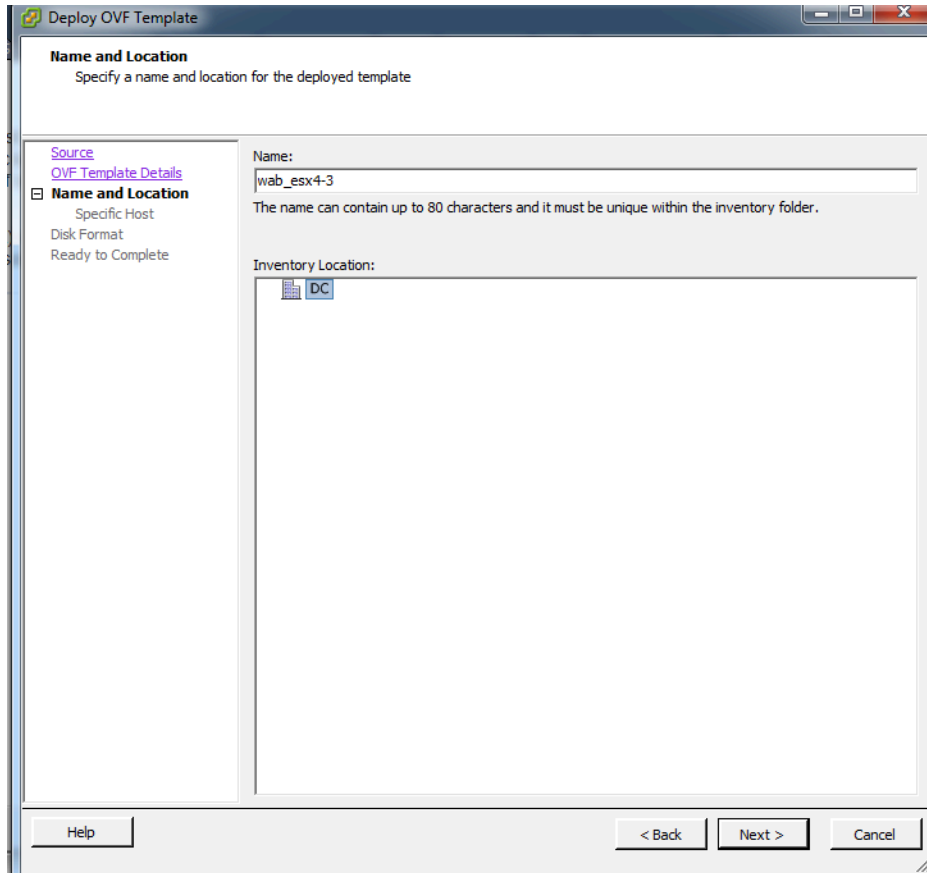 Deploy OVF Template
Name and Location
Specify a name and location for the deployed template
Source
OVF Template Details
Name and Location
Specific Host
Disk Format
Ready to Complete
Name:
wab_esx4-3
The name can contain up to 80 characters and it must be unique within the inventory folder.
Inventory Location:
DC
Help
< Back
Next >
Cancel